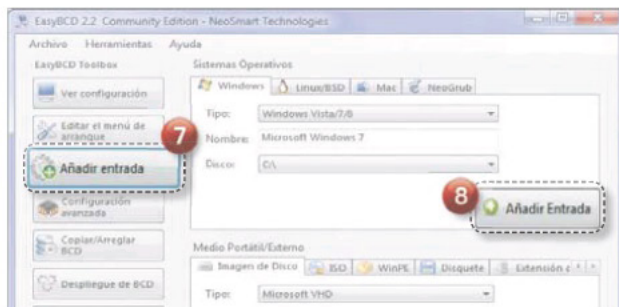 EasyBCD 2.2 Community Edition - NeoSmart Technologies
Archivo Herramientas Ayuda
EasyBCD Toolbox
Ver configuración
Editar el menú de
arranque
7
Añadir entrada
Configuración
avanzada
Copiar/Arreglar
BCD
Despliegue de BCD
Sistemas Operativos
Windows Linux/BSD Mac NeoGrub
Tipo: Windows Vista/7/8
Nombre: Microsoft Windows 7
Disco: C:\
8
Añadir Entrada
Medio Portátil/Externo
Imagen de Disco ISO WinPE Disquete Extensión
Tipo: Microsoft VHD